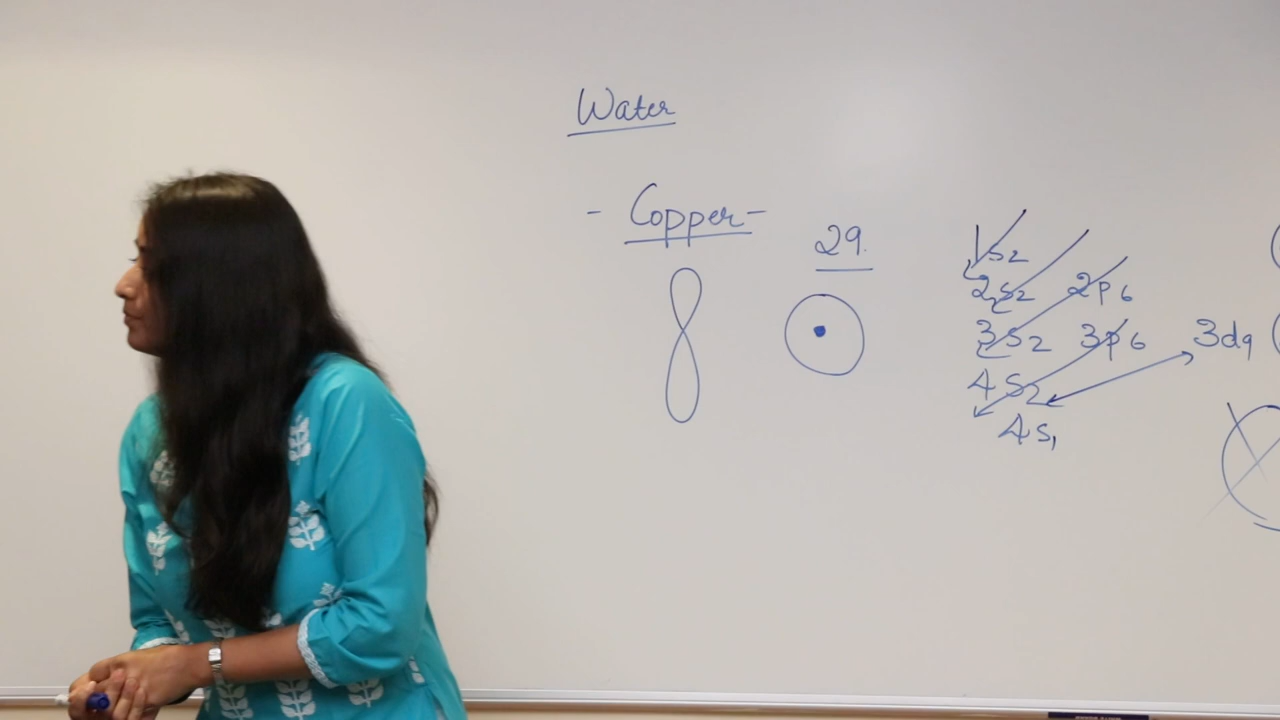 Water
- Copper -
29.
1s2
2s2 2p6
3s2 3p6 3d9
4s2
4s1